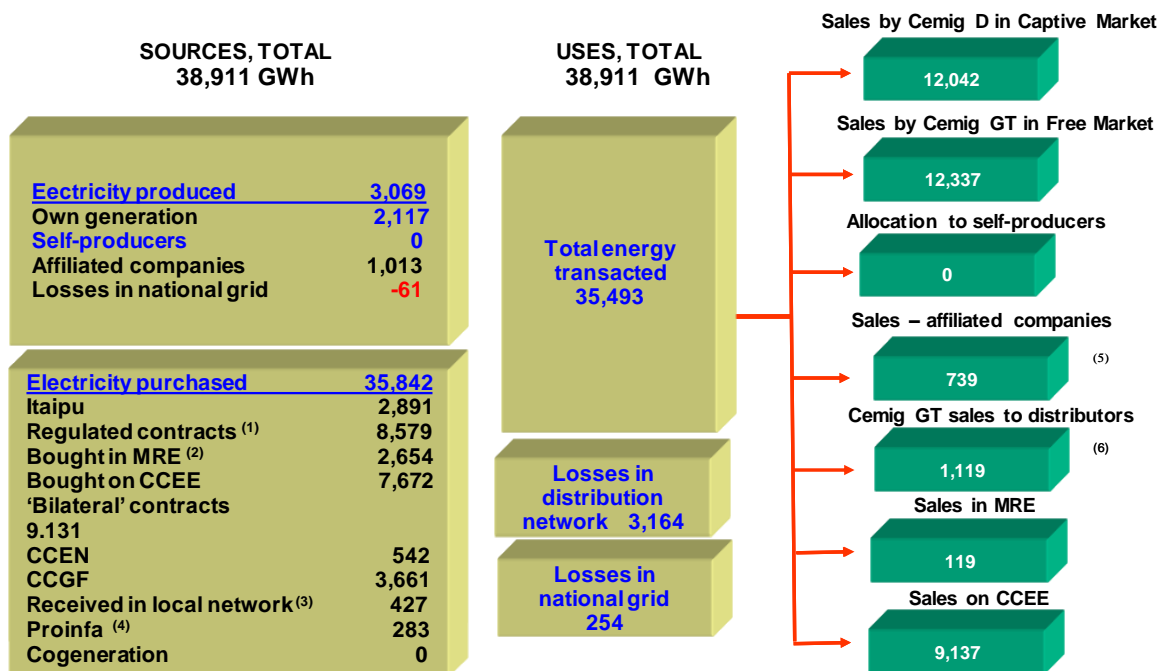 SOURCES, TOTAL
38,911 GWh
Eectricity produced 3,069
Own generation 2,117
Self-producers 0
Affiliated companies 1,013
Losses in national grid -61
Electricity purchased 35,842
Itaipu 2,891
Regulated contracts (1) 8,579
Bought in MRE (2) 2,654
Bought on CCEE 7,672
‘Bilateral’ contracts
9.131
CCEN 542
CCGF 3,661
Received in local network(3) 427
Proinfa (4) 283
Cogeneration 0
USES, TOTAL
38,911 GWh
Total energy
transacted
35,493
Losses in
distribution
network 3,164
Losses in
national grid
254
Sales by Cemig D in Captive Market
12,042
Sales by Cemig GT in Free Market
12,337
Allocation to self-producers
0
Sales – affiliated companies
(5)
739
Cemig GT sales to distributors
(6)
1,119
Sales in MRE
119
Sales on CCEE
9,137